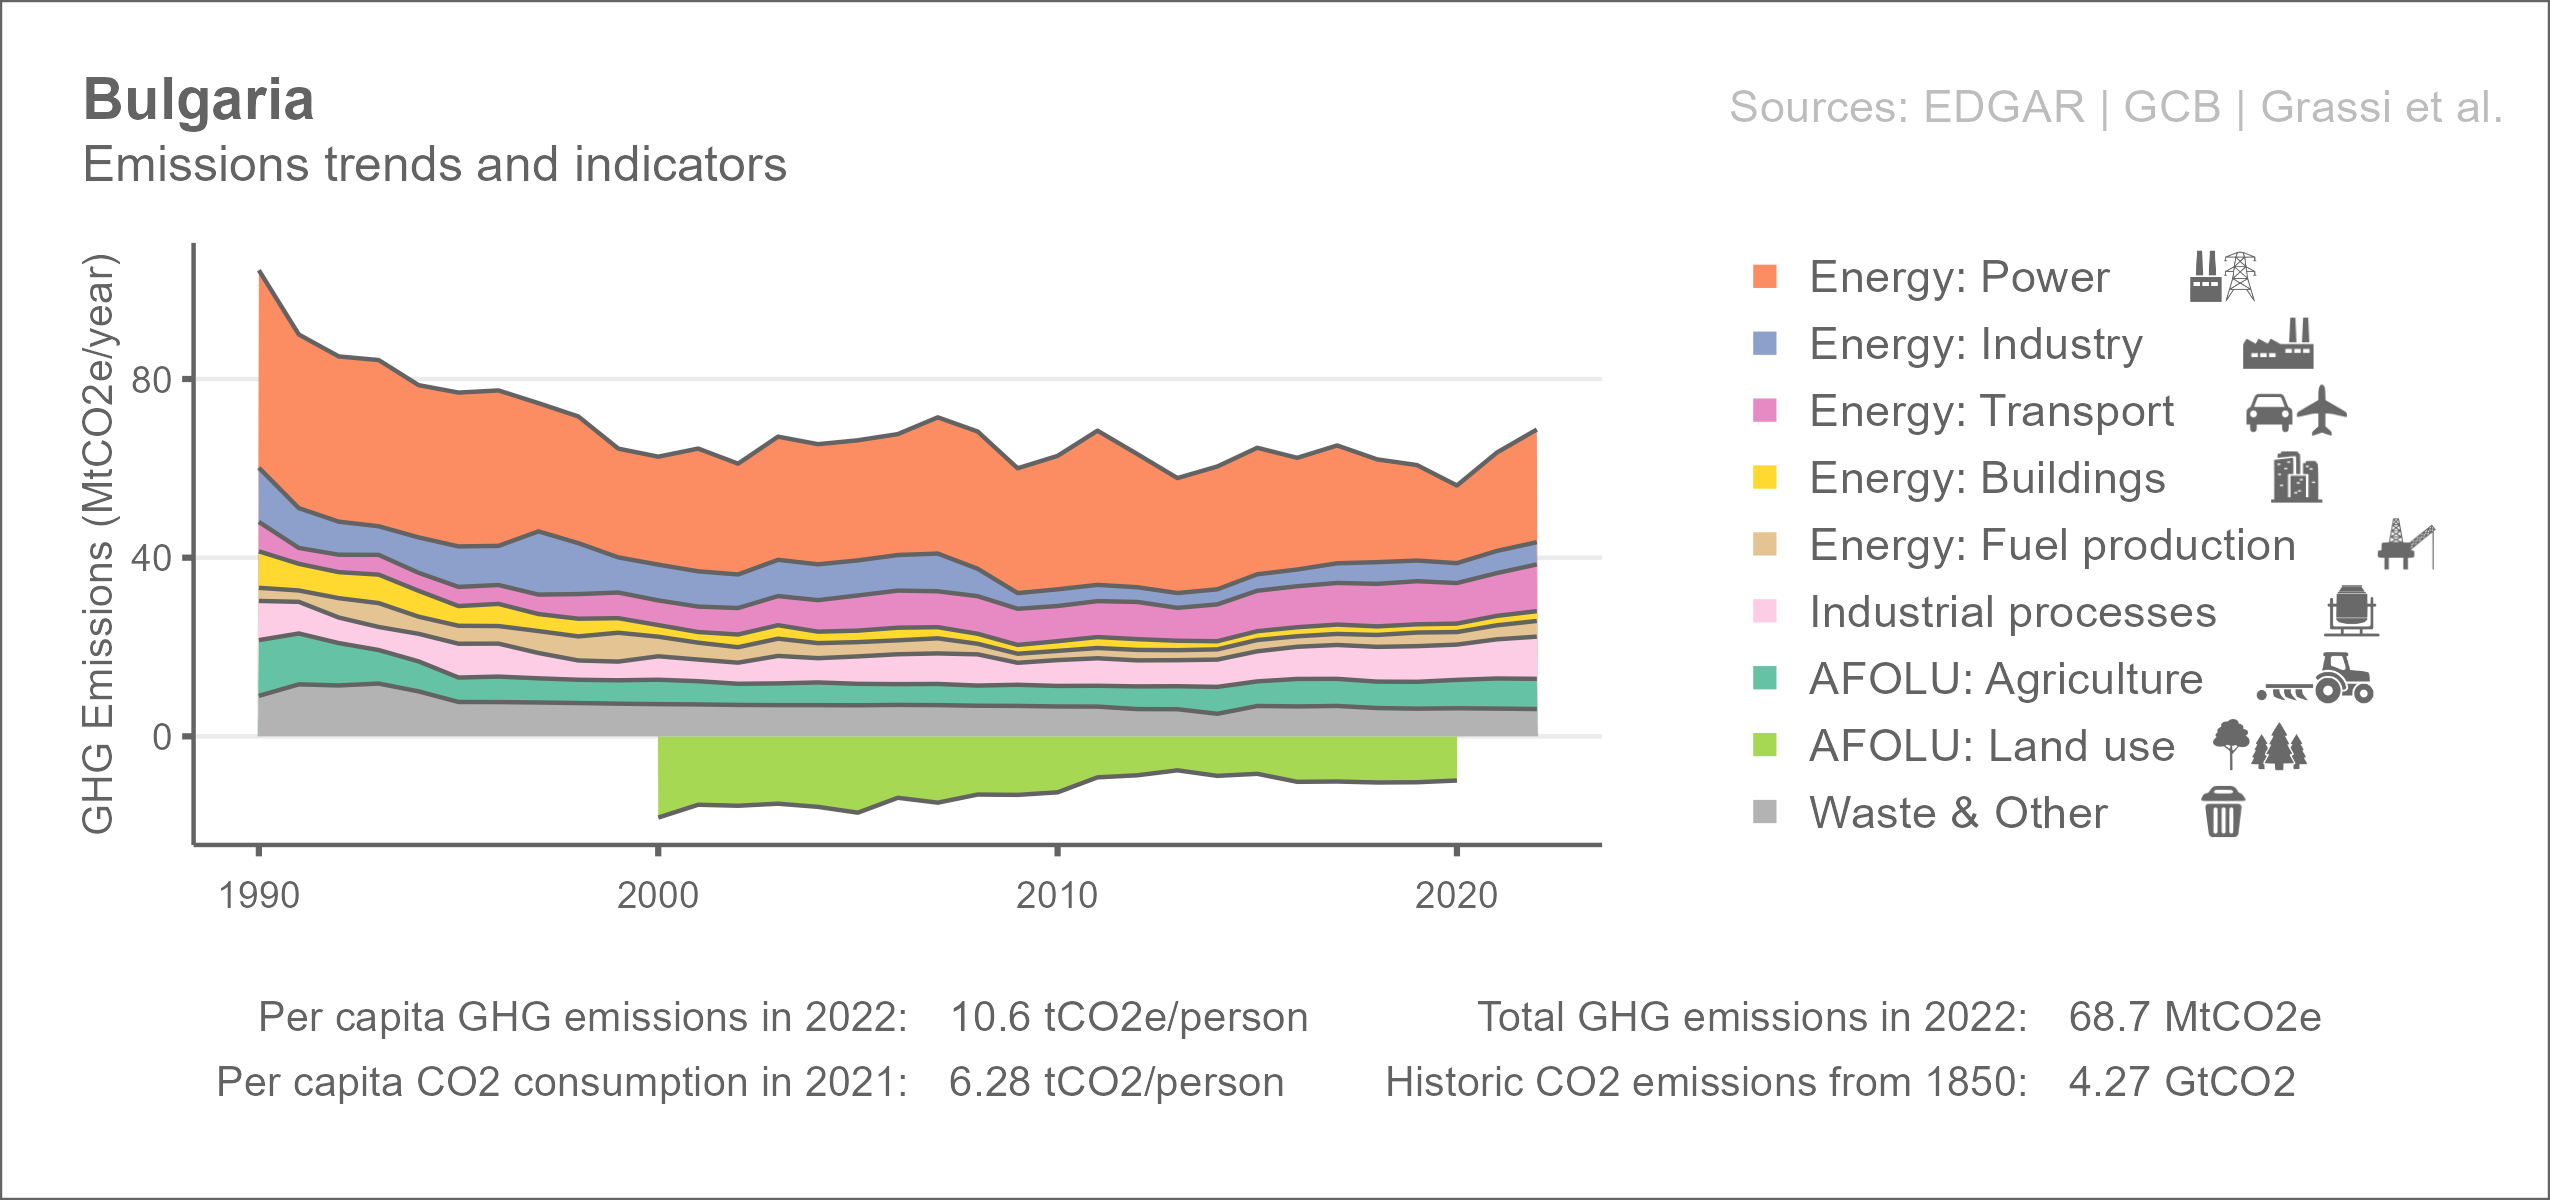 Bulgaria
Sources: EDGAR | GCB | Grassi et al.
Emissions trends and indicators
GHG Emissions (MtCO2e/year)
80
40
0
1990
2000
2010
2020
Energy: Power
Energy: Industry
Energy: Transport
Energy: Buildings
Energy: Fuel production
Industrial processes
AFOLU: Agriculture
AFOLU: Land use
Waste & Other
Per capita GHG emissions in 2022: 10.6 tCO2e/person
Total GHG emissions in 2022: 68.7 MtCO2e
Per capita CO2 consumption in 2021: 6.28 tCO2/person
Historic CO2 emissions from 1850: 4.27 GtCO2